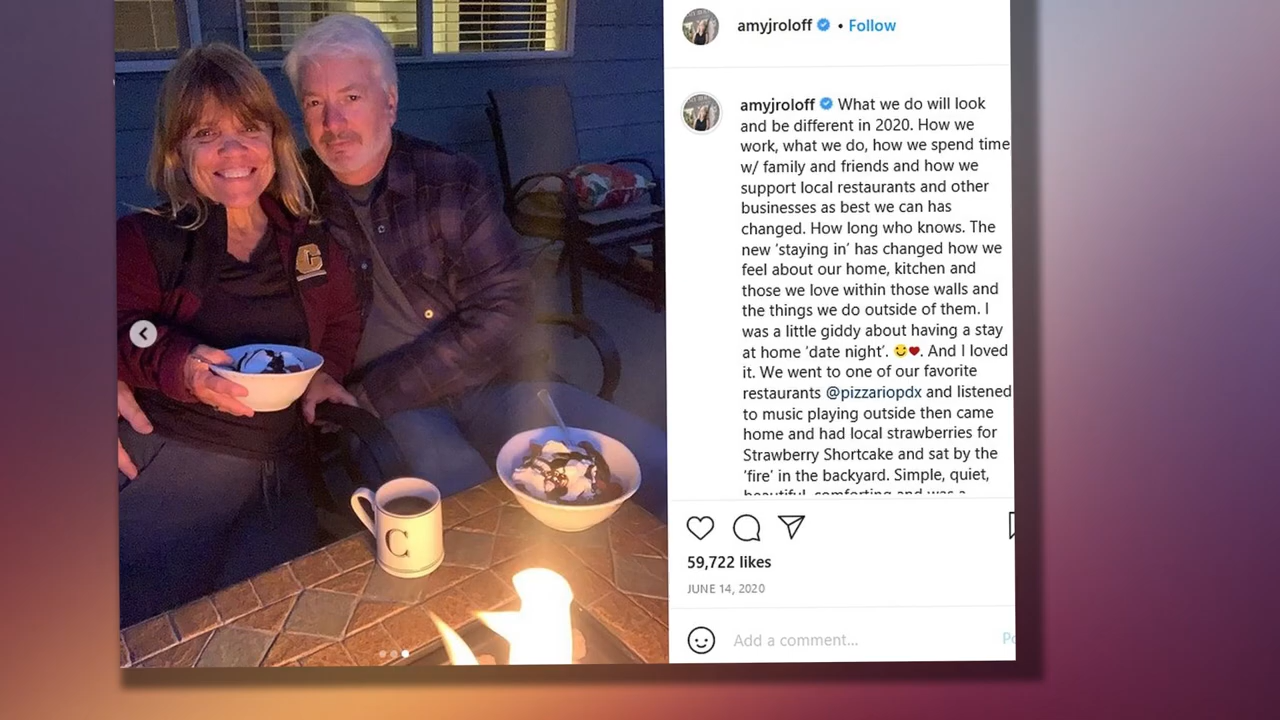 amyjroloff • Follow
amyjroloff What we do will look
and be different in 2020. How we
work, what we do, how we spend time
w/ family and friends and how we
support local restaurants and other
businesses as best we can has
changed. How long who knows. The
new 'staying in' has changed how we
feel about our home, kitchen and
those we love within those walls and
the things we do outside of them. I
was a little giddy about having a stay
at home 'date night'. 😃❤️. And I loved
it. We went to one of our favorite
restaurants @pizzariopdx and listened
to music playing outside then came
home and had local strawberries for
Strawberry Shortcake and sat by the
'fire' in the backyard. Simple, quiet,
beautiful, comforting and was a
59,722 likes
JUNE 14, 2020
Add a comment...
Po
C
C